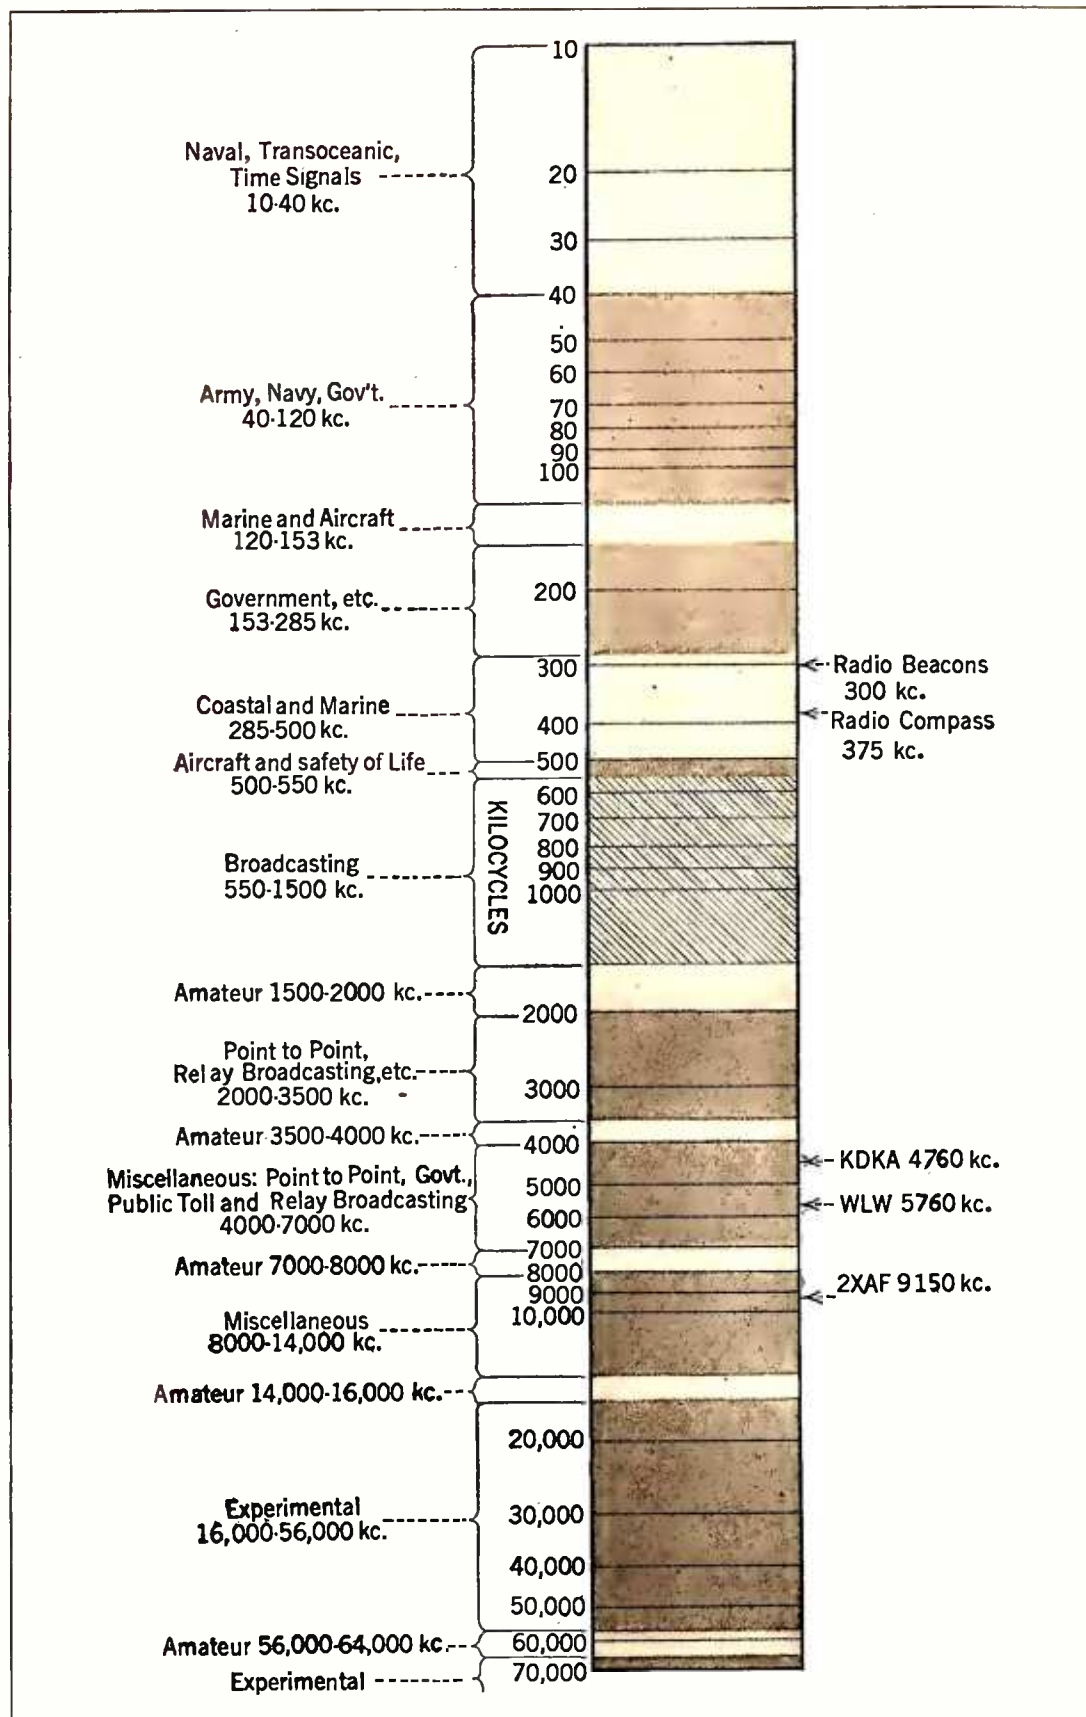 Naval, Transoceanic,
Time Signals
10-40 kc.
Army, Navy, Gov't.
40-120 kc.
Marine and Aircraft
120-153 kc.
Government, etc.
153-285 kc.
Coastal and Marine
285-500 kc.
Aircraft and safety of Life
500-550 kc.
Broadcasting
550-1500 kc.
Amateur 1500-2000 kc.
Point to Point,
Relay Broadcasting, etc.
2000-3500 kc.
Amateur 3500-4000 kc.
Miscellaneous: Point to Point, Govt.,
Public Toll and Relay Broadcasting
4000-7000 kc.
Amateur 7000-8000 kc.
Miscellaneous
8000-14,000 kc.
Amateur 14,000-16,000 kc.
Experimental
16,000-56,000 kc.
Amateur 56,000-64,000 kc.
Experimental
KILOCYCLES
10
20
30
40
50
60
70
80
90
100
200
300
400
500
600
700
800
900
1000
2000
3000
4000
5000
6000
7000
8000
9000
10,000
20,000
30,000
40,000
50,000
60,000
70,000
Radio Beacons
300 kc.
Radio Compass
375 kc.
KDKA 4760 kc.
WLW 5760 kc.
2XAF 9150 kc.